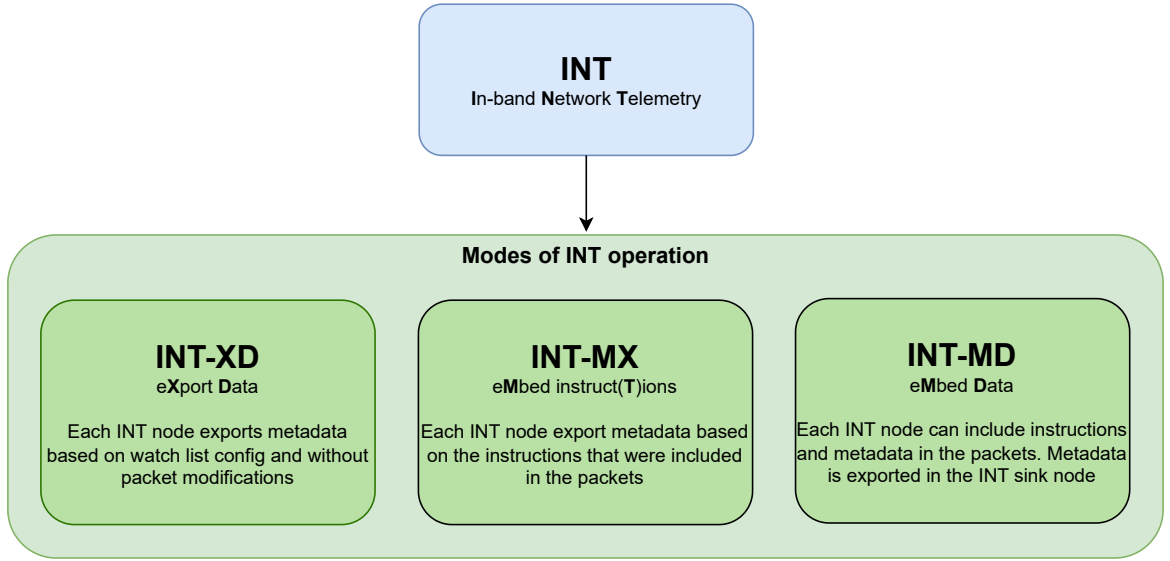 INT
In-band Network Telemetry
Modes of INT operation
INT-XD
eXport Data
Each INT node exports metadata
based on watch list config and without
packet modifications
INT-MX
eMbed instruct(T)ions
Each INT node export metadata based
on the instructions that were included
in the packets
INT-MD
eMbed Data
Each INT node can include instructions
and metadata in the packets. Metadata
is exported in the INT sink node